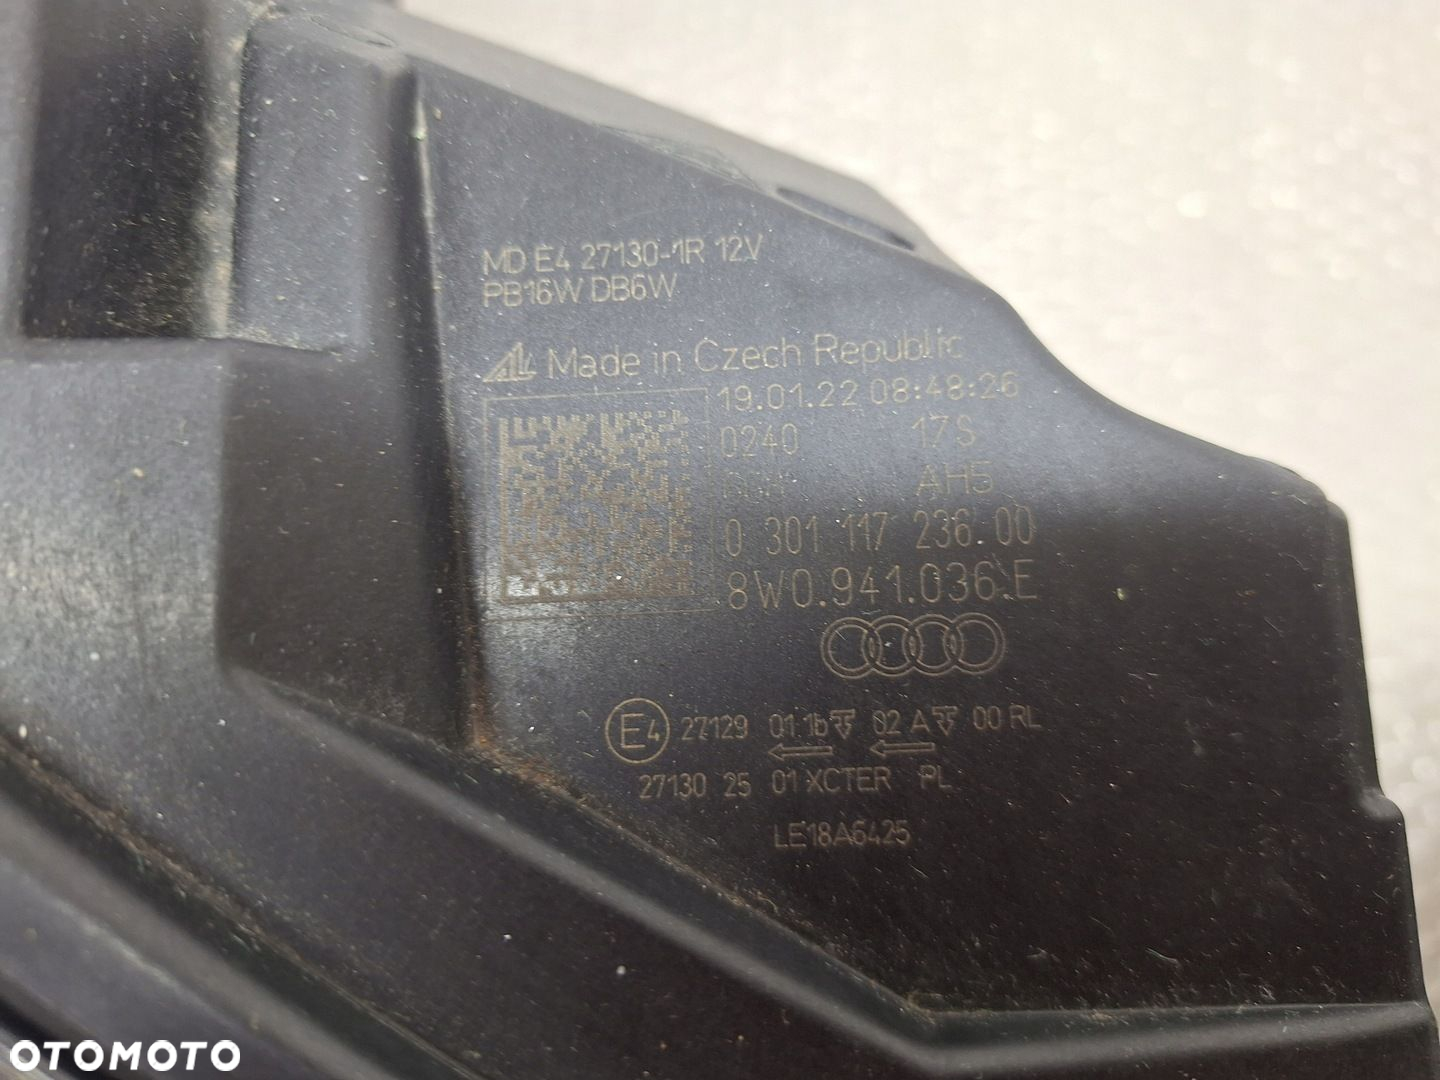 MD E4 27130-1R 12V
PB16W DB6W
AL Made in Czech Republic
19.01.22 08:48:26
0240 17S
AH5
0 301 117 236.00
8W0.941.036.E
E4 27129 01 1b 02 A 00 RL
27130 25 01 XCTER PL
LE18A6425
OTOMOTO